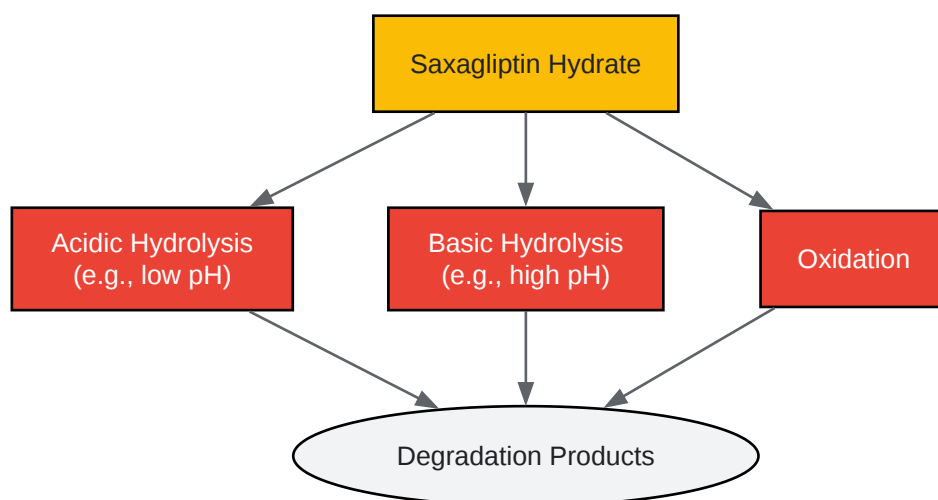 Saxagliptin Hydrate
Acidic Hydrolysis
(e.g., low pH)
Basic Hydrolysis
(e.g., high pH)
Oxidation
Degradation Products